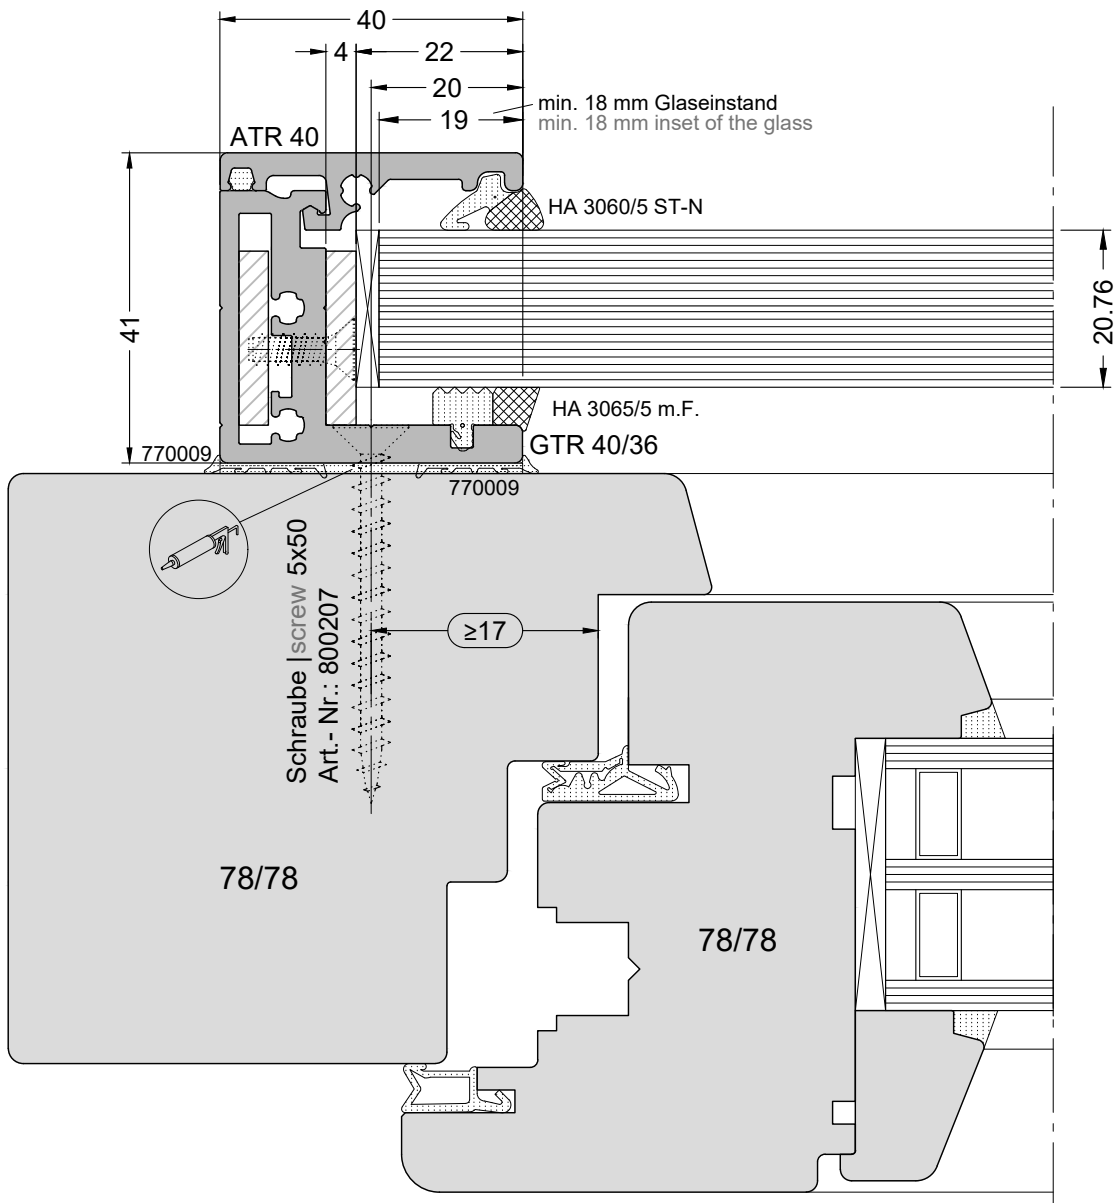 40
4
22
20
19
min. 18 mm Glaseinstand
min. 18 mm inset of the glass
ATR 40
HA 3060/5 ST-N
41
20.76
HA 3065/5 m.F.
GTR 40/36
770009
770009
Schraube |screw 5x50
Art.- Nr.: 800207
≥17
78/78
78/78